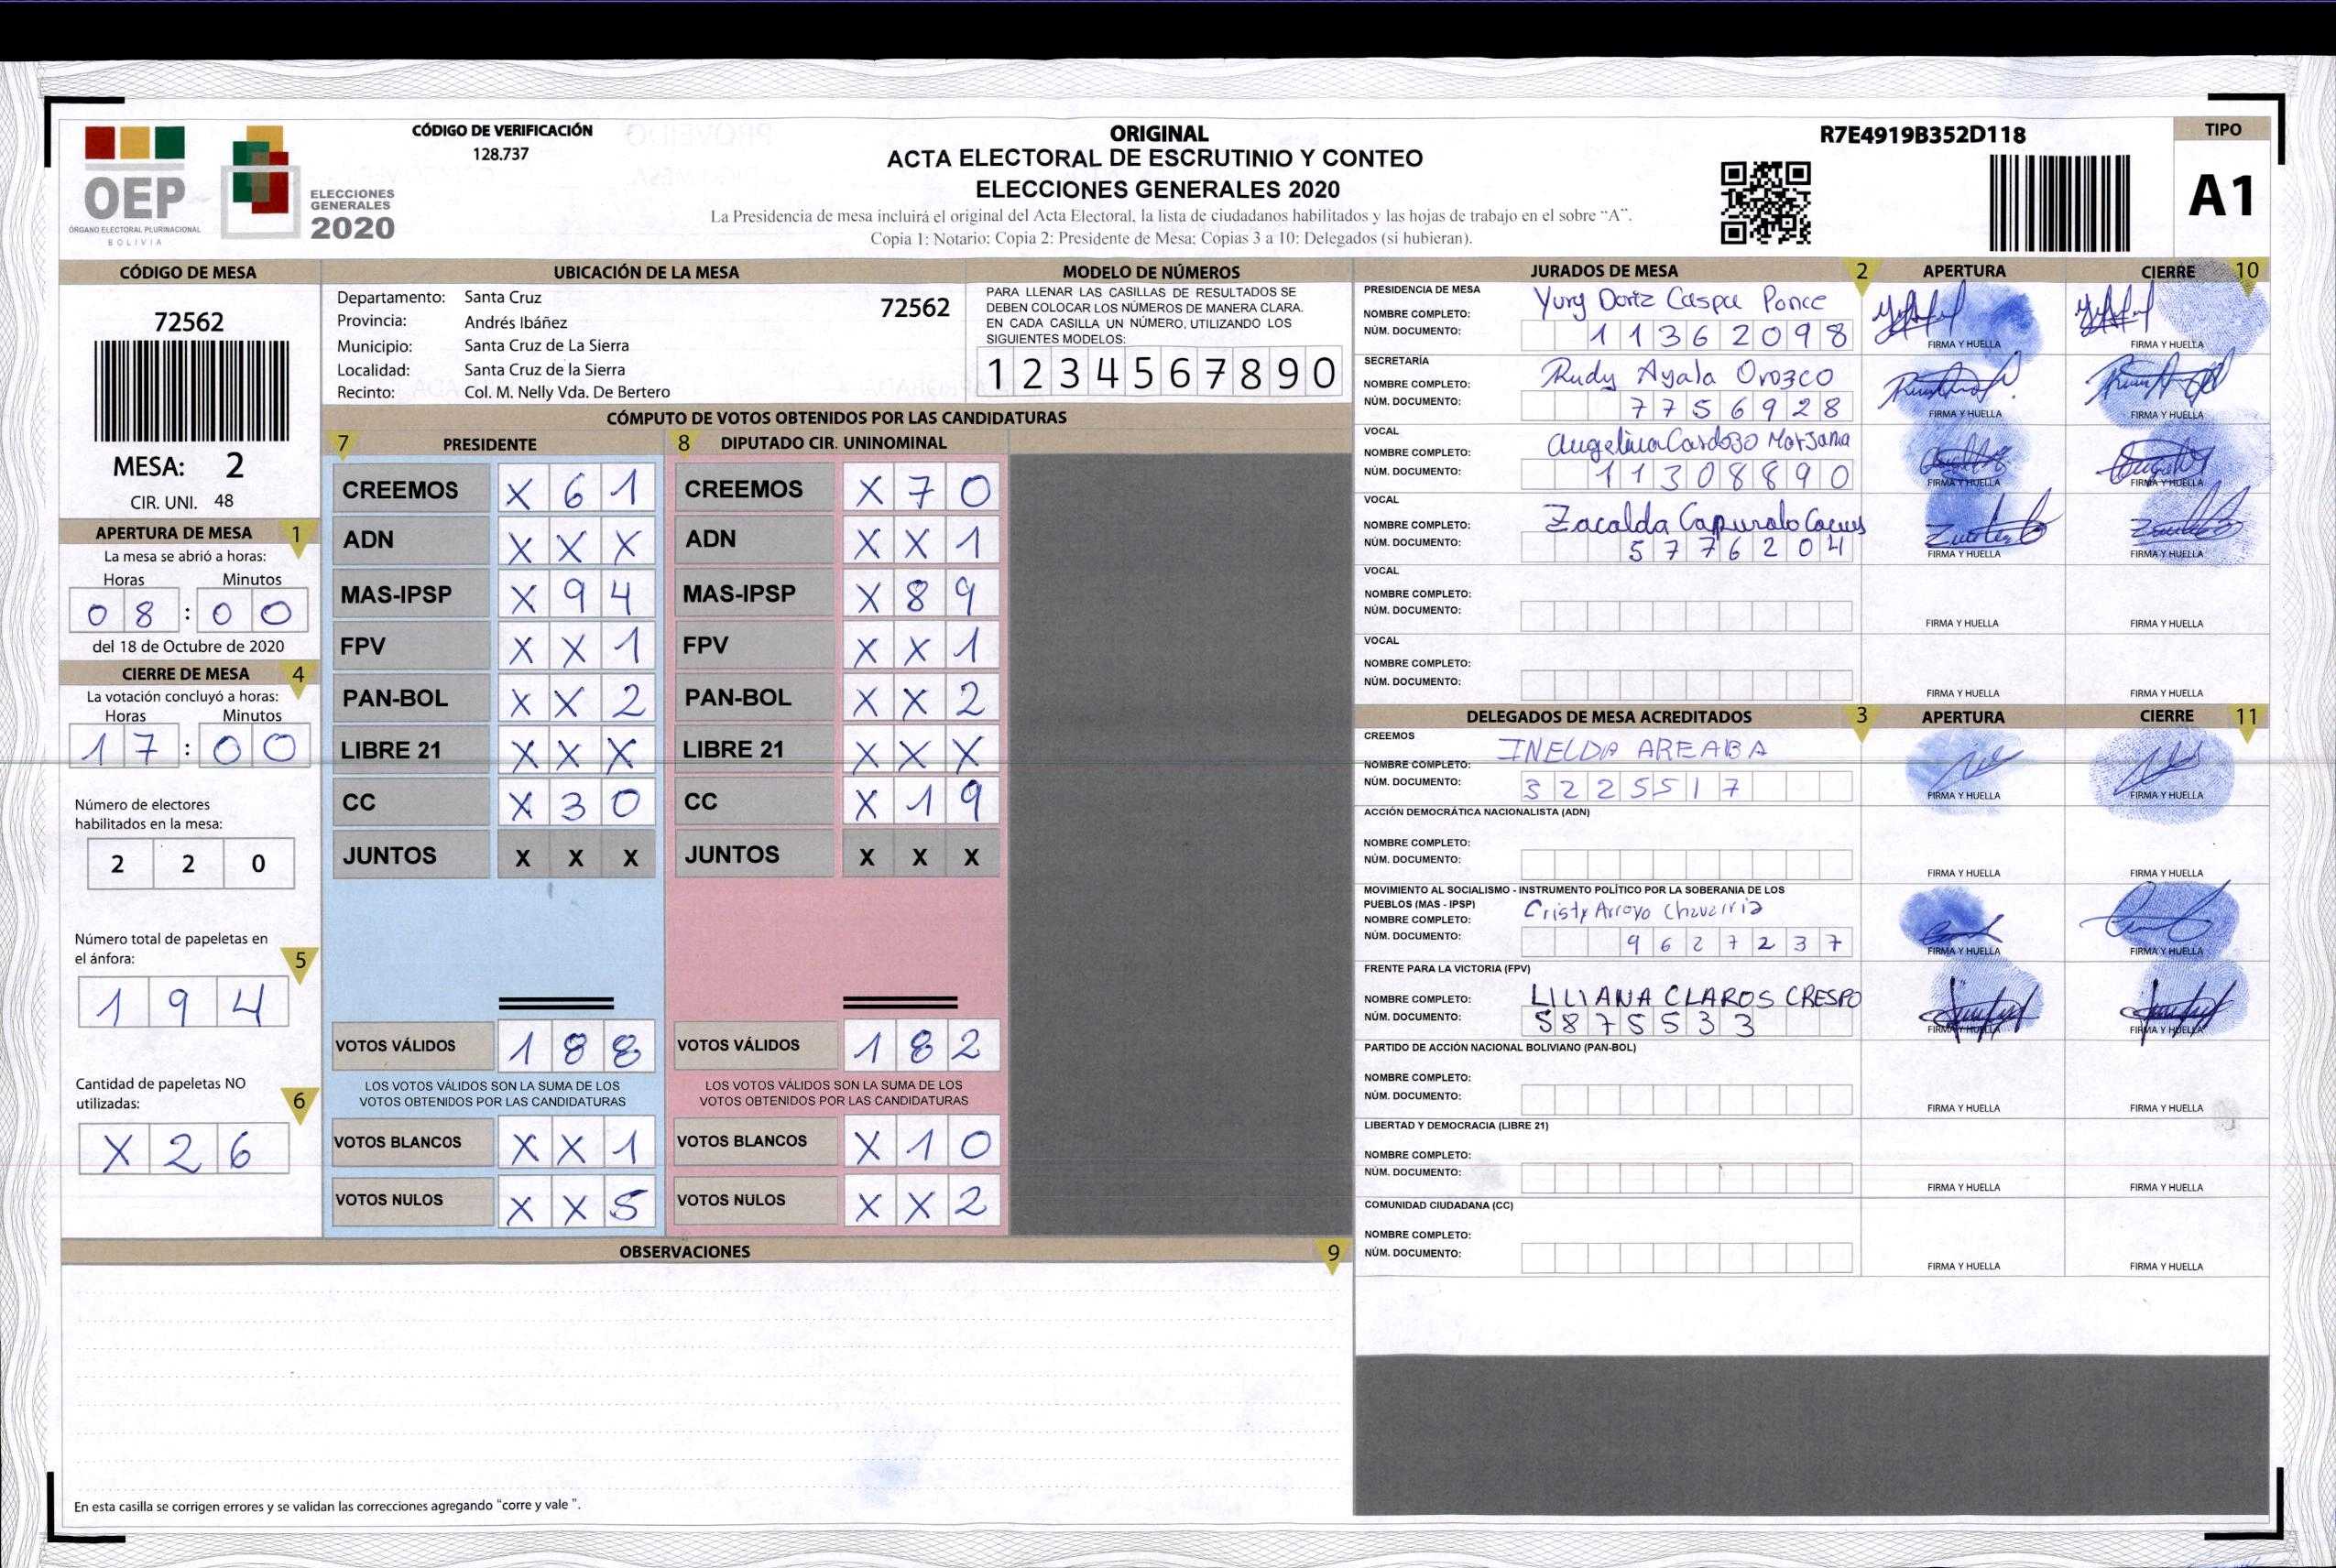 CÓDIGO DE VERIFICACIÓN
128.737
OEP
ÓRGANO ELECTORAL PLURINACIONAL
BOLIVIA
ELECCIONES
GENERALES
2020
ORIGINAL
ACTA ELECTORAL DE ESCRUTINIO Y CONTEO
ELECCIONES GENERALES 2020
La Presidencia de mesa incluirá el original del Acta Electoral, la lista de ciudadanos habilitados y las hojas de trabajo en el sobre "A".
Copia 1: Notario: Copia 2: Presidente de Mesa: Copias 3 a 10: Delegados (si hubieran).
R7E4919B352D118
TIPO
A1
CÓDIGO DE MESA
72562
MESA: 2
CIR. UNI. 48
APERTURA DE MESA 1
La mesa se abrió a horas:
Horas Minutos
0 8 : 0 0
del 18 de Octubre de 2020
CIERRE DE MESA 4
La votación concluyó a horas:
Horas Minutos
1 7 : 0 0
Número de electores
habilitados en la mesa:
2 2 0
Número total de papeletas en
el ánfora: 5
1 9 4
Cantidad de papeletas NO
utilizadas: 6
X 2 6
UBICACIÓN DE LA MESA
Departamento: Santa Cruz 72562
Provincia: Andrés Ibáñez
Municipio: Santa Cruz de La Sierra
Localidad: Santa Cruz de la Sierra
Recinto: Col. M. Nelly Vda. De Bertero
MODELO DE NÚMEROS
PARA LLENAR LAS CASILLAS DE RESULTADOS SE
DEBEN COLOCAR LOS NÚMEROS DE MANERA CLARA.
EN CADA CASILLA UN NÚMERO, UTILIZANDO LOS
SIGUIENTES MODELOS:
1 2 3 4 5 6 7 8 9 0
CÓMPUTO DE VOTOS OBTENIDOS POR LAS CANDIDATURAS
7 PRESIDENTE 8 DIPUTADO CIR. UNINOMINAL
CREEMOS X 6 1 CREEMOS X 7 0
ADN X X X ADN X X 1
MAS-IPSP X 9 4 MAS-IPSP X 8 9
FPV X X 1 FPV X X 1
PAN-BOL X X 2 PAN-BOL X X 2
LIBRE 21 X X X LIBRE 21 X X X
CC X 3 0 CC X 1 9
JUNTOS X X X JUNTOS X X X
VOTOS VÁLIDOS 1 8 8 VOTOS VÁLIDOS 1 8 2
LOS VOTOS VÁLIDOS SON LA SUMA DE LOS LOS VOTOS VÁLIDOS SON LA SUMA DE LOS
VOTOS OBTENIDOS POR LAS CANDIDATURAS VOTOS OBTENIDOS POR LAS CANDIDATURAS
VOTOS BLANCOS X X 1 VOTOS BLANCOS X 1 0
VOTOS NULOS X X 5 VOTOS NULOS X X 2
OBSERVACIONES 9
En esta casilla se corrigen errores y se validan las correcciones agregando "corre y vale ".
JURADOS DE MESA 2 APERTURA CIERRE 10
PRESIDENCIA DE MESA
NOMBRE COMPLETO: Yury Doriz Caspa Ponce
NÚM. DOCUMENTO: 1 1 3 6 2 0 9 8
FIRMA Y HUELLA FIRMA Y HUELLA
SECRETARÍA
NOMBRE COMPLETO: Rudy Ayala Orozco
NÚM. DOCUMENTO: 7 7 5 6 9 2 8
FIRMA Y HUELLA FIRMA Y HUELLA
VOCAL
NOMBRE COMPLETO: Angelina Cardozo
NÚM. DOCUMENTO: 1 1 3 0 8 8 9 0
FIRMA Y HUELLA FIRMA Y HUELLA
VOCAL
NOMBRE COMPLETO:
NÚM. DOCUMENTO: 5 7 7 6 2 0 4
FIRMA Y HUELLA FIRMA Y HUELLA
VOCAL
NOMBRE COMPLETO:
NÚM. DOCUMENTO:
FIRMA Y HUELLA FIRMA Y HUELLA
VOCAL
NOMBRE COMPLETO:
NÚM. DOCUMENTO:
FIRMA Y HUELLA FIRMA Y HUELLA
DELEGADOS DE MESA ACREDITADOS 3 APERTURA CIERRE 11
CREEMOS
NOMBRE COMPLETO: INELDA AREABA
NÚM. DOCUMENTO: 3 2 2 5 5 1 7
FIRMA Y HUELLA FIRMA Y HUELLA
ACCIÓN DEMOCRÁTICA NACIONALISTA (ADN)
NOMBRE COMPLETO:
NÚM. DOCUMENTO:
FIRMA Y HUELLA FIRMA Y HUELLA
MOVIMIENTO AL SOCIALISMO - INSTRUMENTO POLÍTICO POR LA SOBERANIA DE LOS
PUEBLOS (MAS - IPSP)
NOMBRE COMPLETO: Cristy Arroyo Chavarria
NÚM. DOCUMENTO: 9 6 2 7 2 3 7
FIRMA Y HUELLA FIRMA Y HUELLA
FRENTE PARA LA VICTORIA (FPV)
NOMBRE COMPLETO: LILIANA CLAROS CRESPO
NÚM. DOCUMENTO: 5 8 7 5 5 3 3
FIRMA Y HUELLA FIRMA Y HUELLA
PARTIDO DE ACCIÓN NACIONAL BOLIVIANO (PAN-BOL)
NOMBRE COMPLETO:
NÚM. DOCUMENTO:
FIRMA Y HUELLA FIRMA Y HUELLA
LIBERTAD Y DEMOCRACIA (LIBRE 21)
NOMBRE COMPLETO:
NÚM. DOCUMENTO:
FIRMA Y HUELLA FIRMA Y HUELLA
COMUNIDAD CIUDADANA (CC)
NOMBRE COMPLETO:
NÚM. DOCUMENTO:
FIRMA Y HUELLA FIRMA Y HUELLA